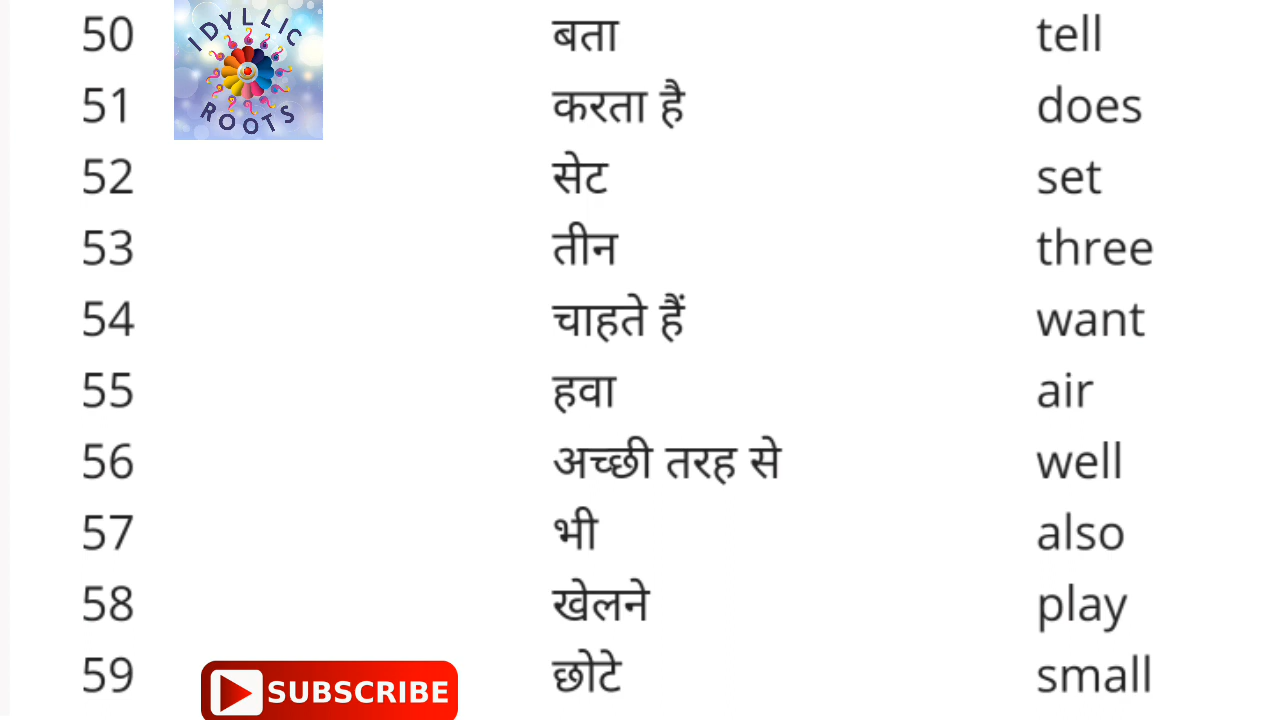 50 बता tell
IDYLLIC
ROOTS
51 करता है does
52 सेट set
53 तीन three
54 चाहते हैं want
55 हवा air
56 अच्छी तरह से well
57 भी also
58 खेलने play
59 छोटे small
SUBSCRIBE